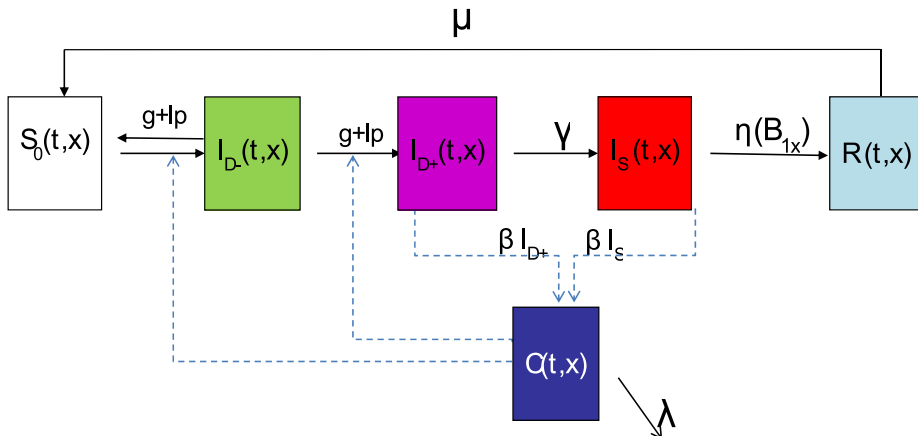 μ
g+Ip
g+Ip
S0(t,x)
ID-(t,x)
ID+(t,x)
γ
IS(t,x)
η(B1x)
R(t,x)
β ID+
β IS
C(t,x)
λ